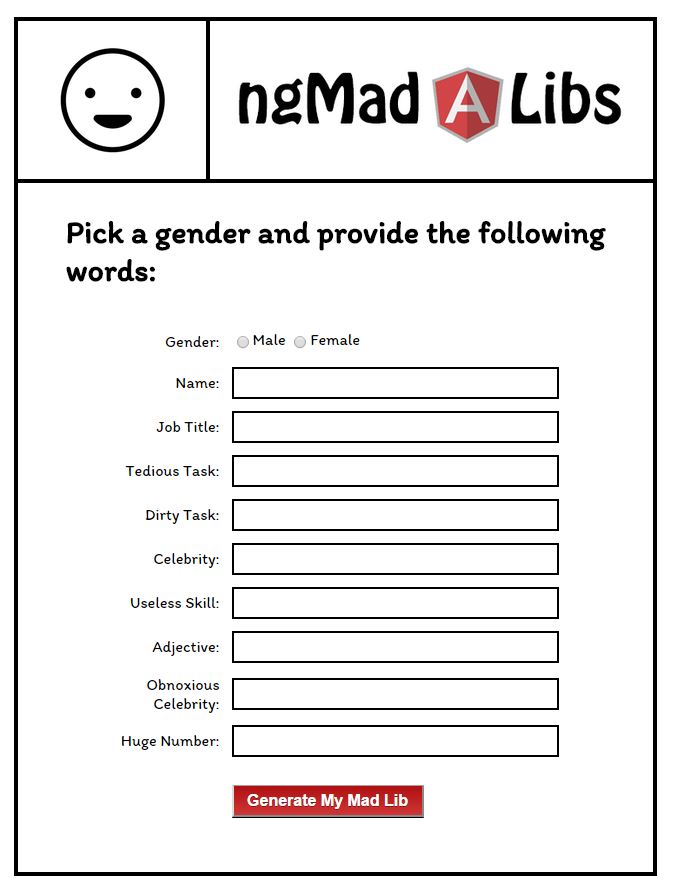 ngMad A Libs
Pick a gender and provide the following
words:
Gender: Male Female
Name:
Job Title:
Tedious Task:
Dirty Task:
Celebrity:
Useless Skill:
Adjective:
Obnoxious
Celebrity:
Huge Number:
Generate My Mad Lib